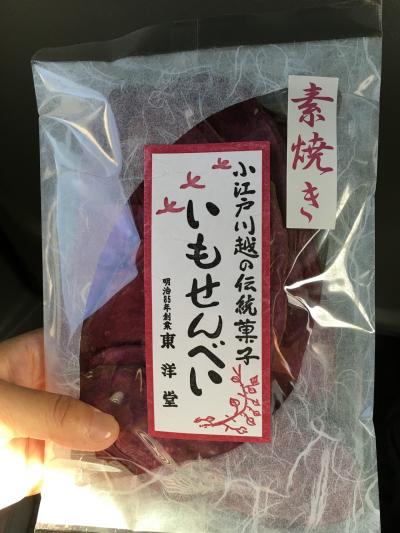 素焼き
小江戸川越の伝統菓子
いもせんべい
明治35年創業
東洋堂